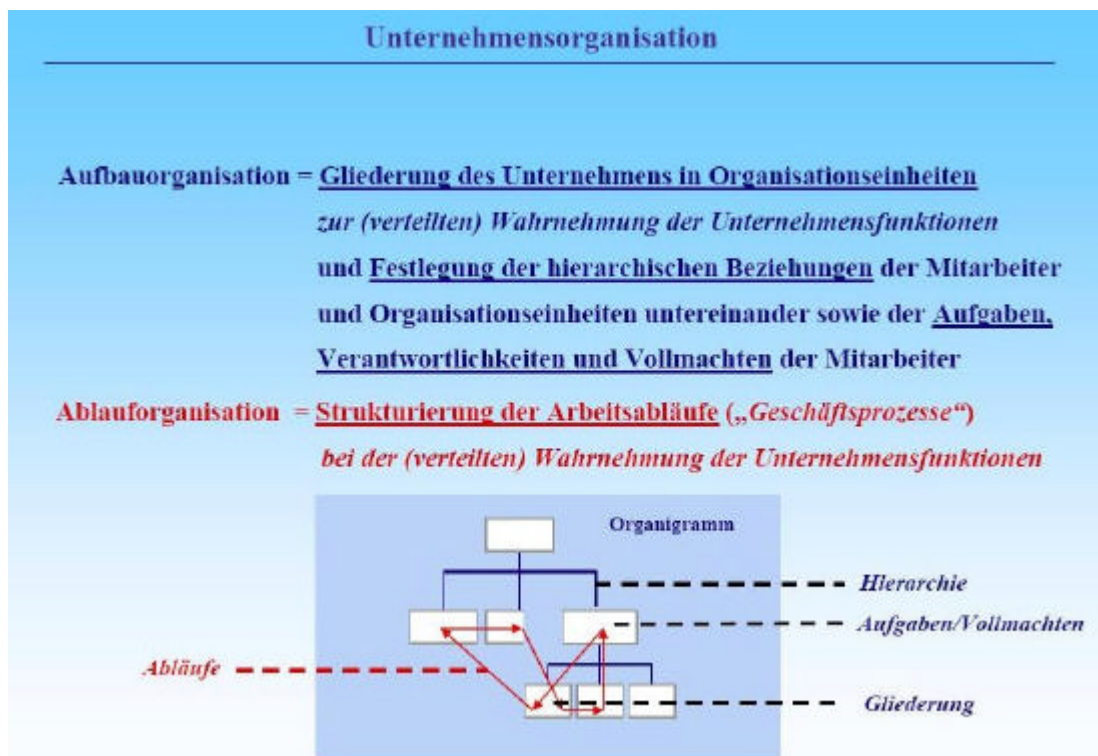 Unternehmensorganisation
Aufbauorganisation = Gliederung des Unternehmens in Organisationseinheiten
zur (verteilten) Wahrnehmung der Unternehmensfunktionen
und Festlegung der hierarchischen Beziehungen der Mitarbeiter
und Organisationseinheiten untereinander sowie der Aufgaben,
Verantwortlichkeiten und Vollmachten der Mitarbeiter
Ablauforganisation = Strukturierung der Arbeitsabläufe („Geschäftsprozesse“)
bei der (verteilten) Wahrnehmung der Unternehmensfunktionen
Organigramm
Hierarchie
Aufgaben/Vollmachten
Abläufe
Gliederung